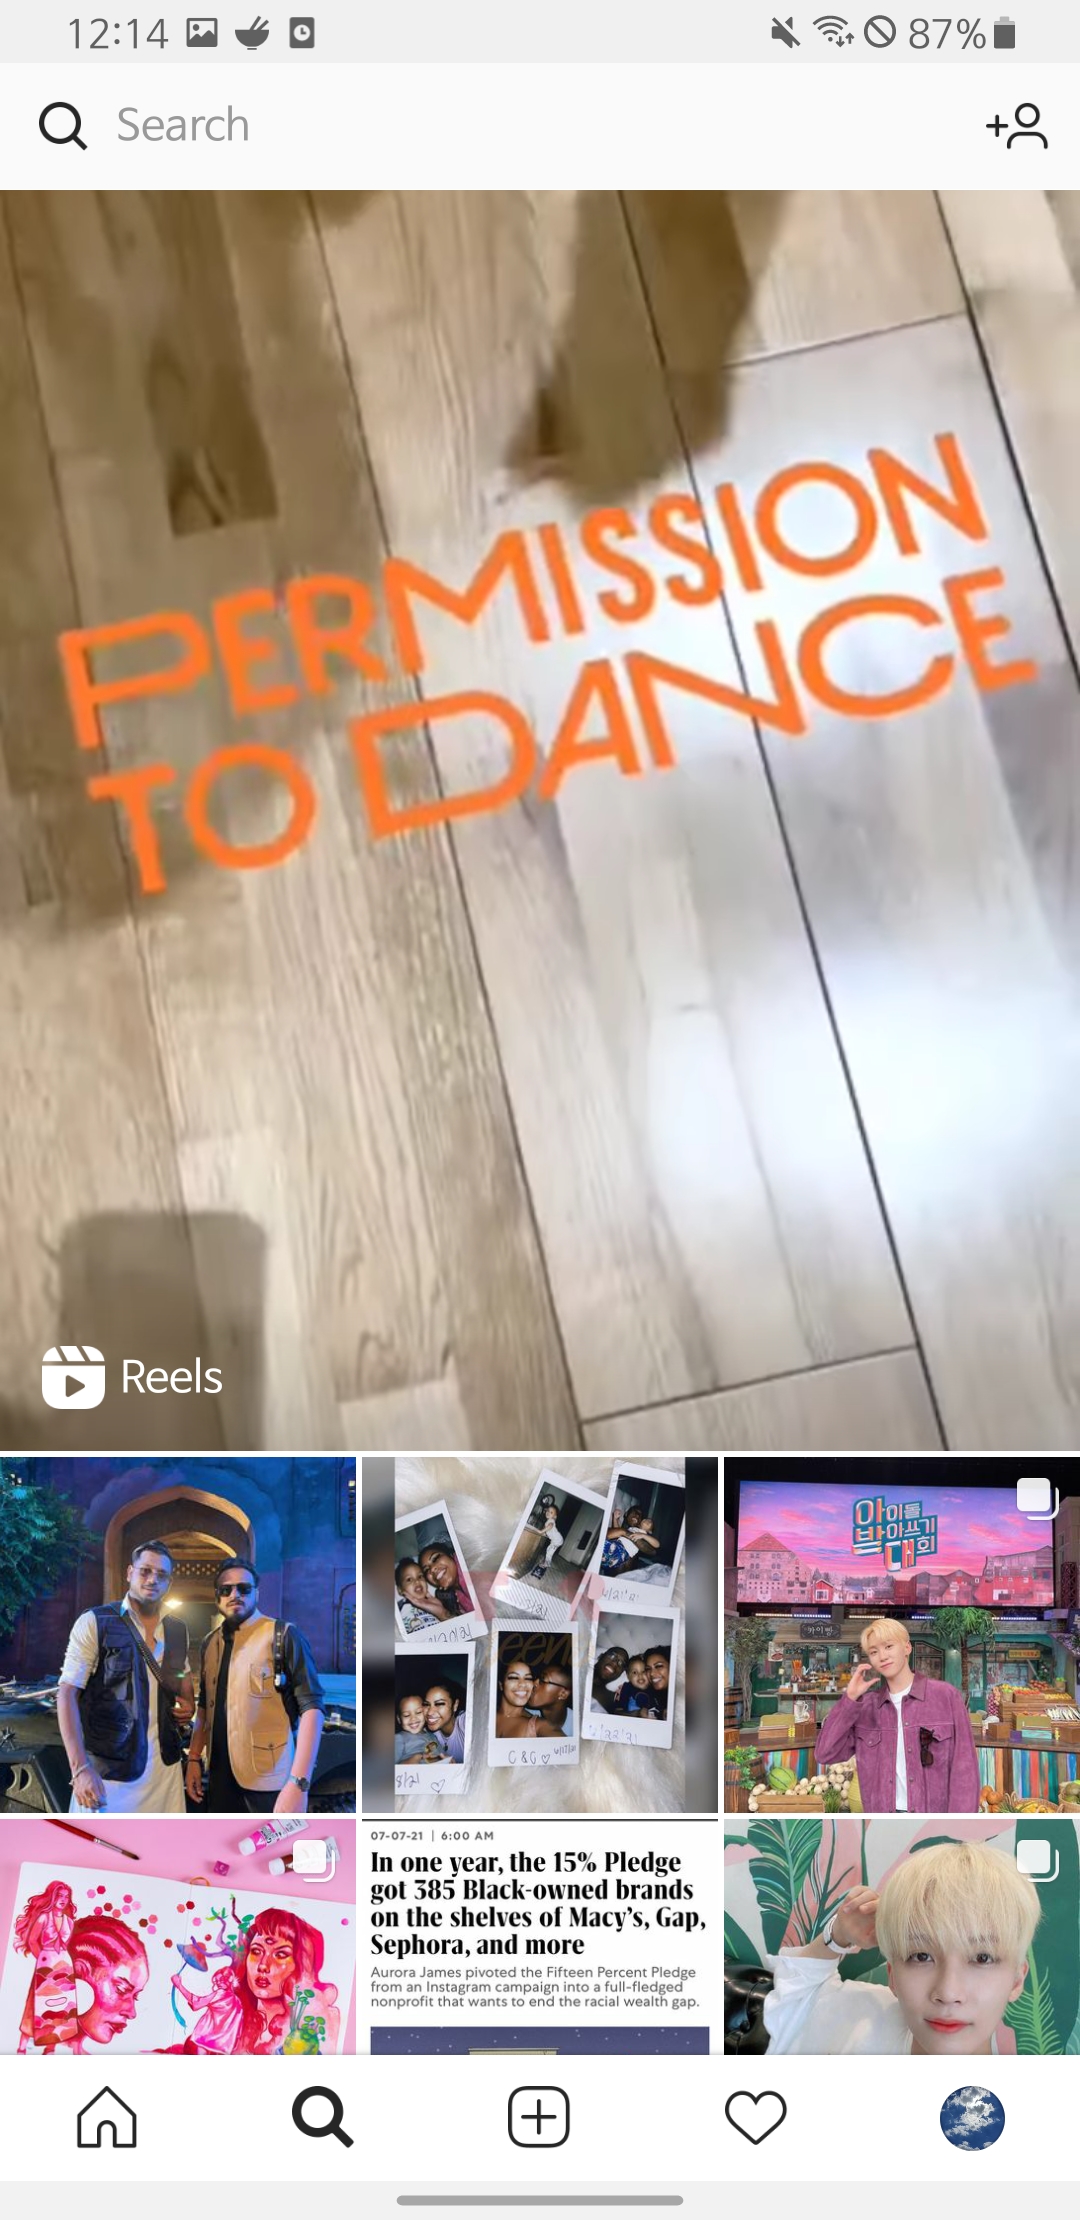 12:14
87%
Search
PERMISSION
TO DANCE
Reels
아이돌
받아쓰기
대회
C & G ♡
07-07-21 | 6:00 AM
In one year, the 15% Pledge
got 385 Black-owned brands
on the shelves of Macy's, Gap,
Sephora, and more
Aurora James pivoted the Fifteen Percent Pledge
from an Instagram campaign into a full-fledged
nonprofit that wants to end the racial wealth gap.